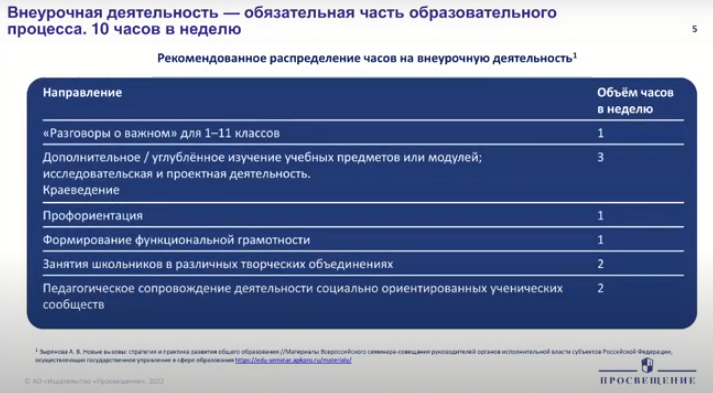 Внеурочная деятельность — обязательная часть образовательного
процесса. 10 часов в неделю
5
Рекомендованное распределение часов на внеурочную деятельность¹
Направление
Объём часов
в неделю
«Разговоры о важном» для 1–11 классов
1
Дополнительное / углублённое изучение учебных предметов или модулей;
3
исследовательская и проектная деятельность.
Краеведение
Профориентация
1
Формирование функциональной грамотности
1
Занятия школьников в различных творческих объединениях
2
Педагогическое сопровождение деятельности социально ориентированных ученических
2
сообществ
¹ Зырянова А. В. Новые вызовы: стратегия и практика развития общего образования //Материалы Всероссийского семинара-совещания руководителей органов исполнительной власти субъектов Российской Федерации,
осуществляющих государственное управление в сфере образования https://edu-seminar.apkpro.ru/materialy/
© АО «Издательство «Просвещение», 2022
ПРОСВЕЩЕНИЕ